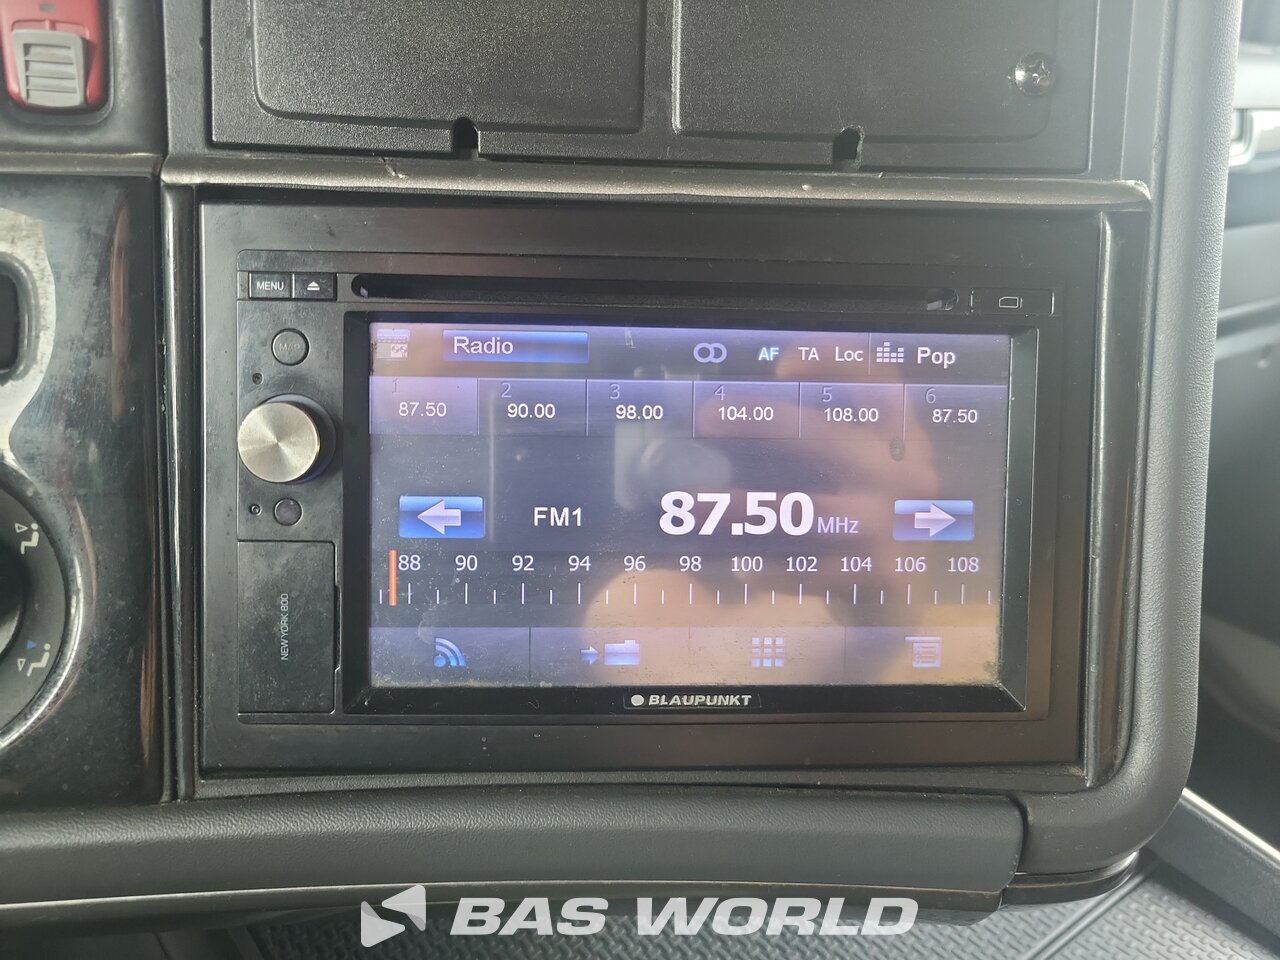 MENU
MAP
Radio
AF TA Loc Pop
1 2 3 4 5 6
87.50 90.00 98.00 104.00 108.00 87.50
FM1 87.50 MHz
88 90 92 94 96 98 100 102 104 106 108
NEW YORK 800
BLAUPUNKT
BAS WORLD